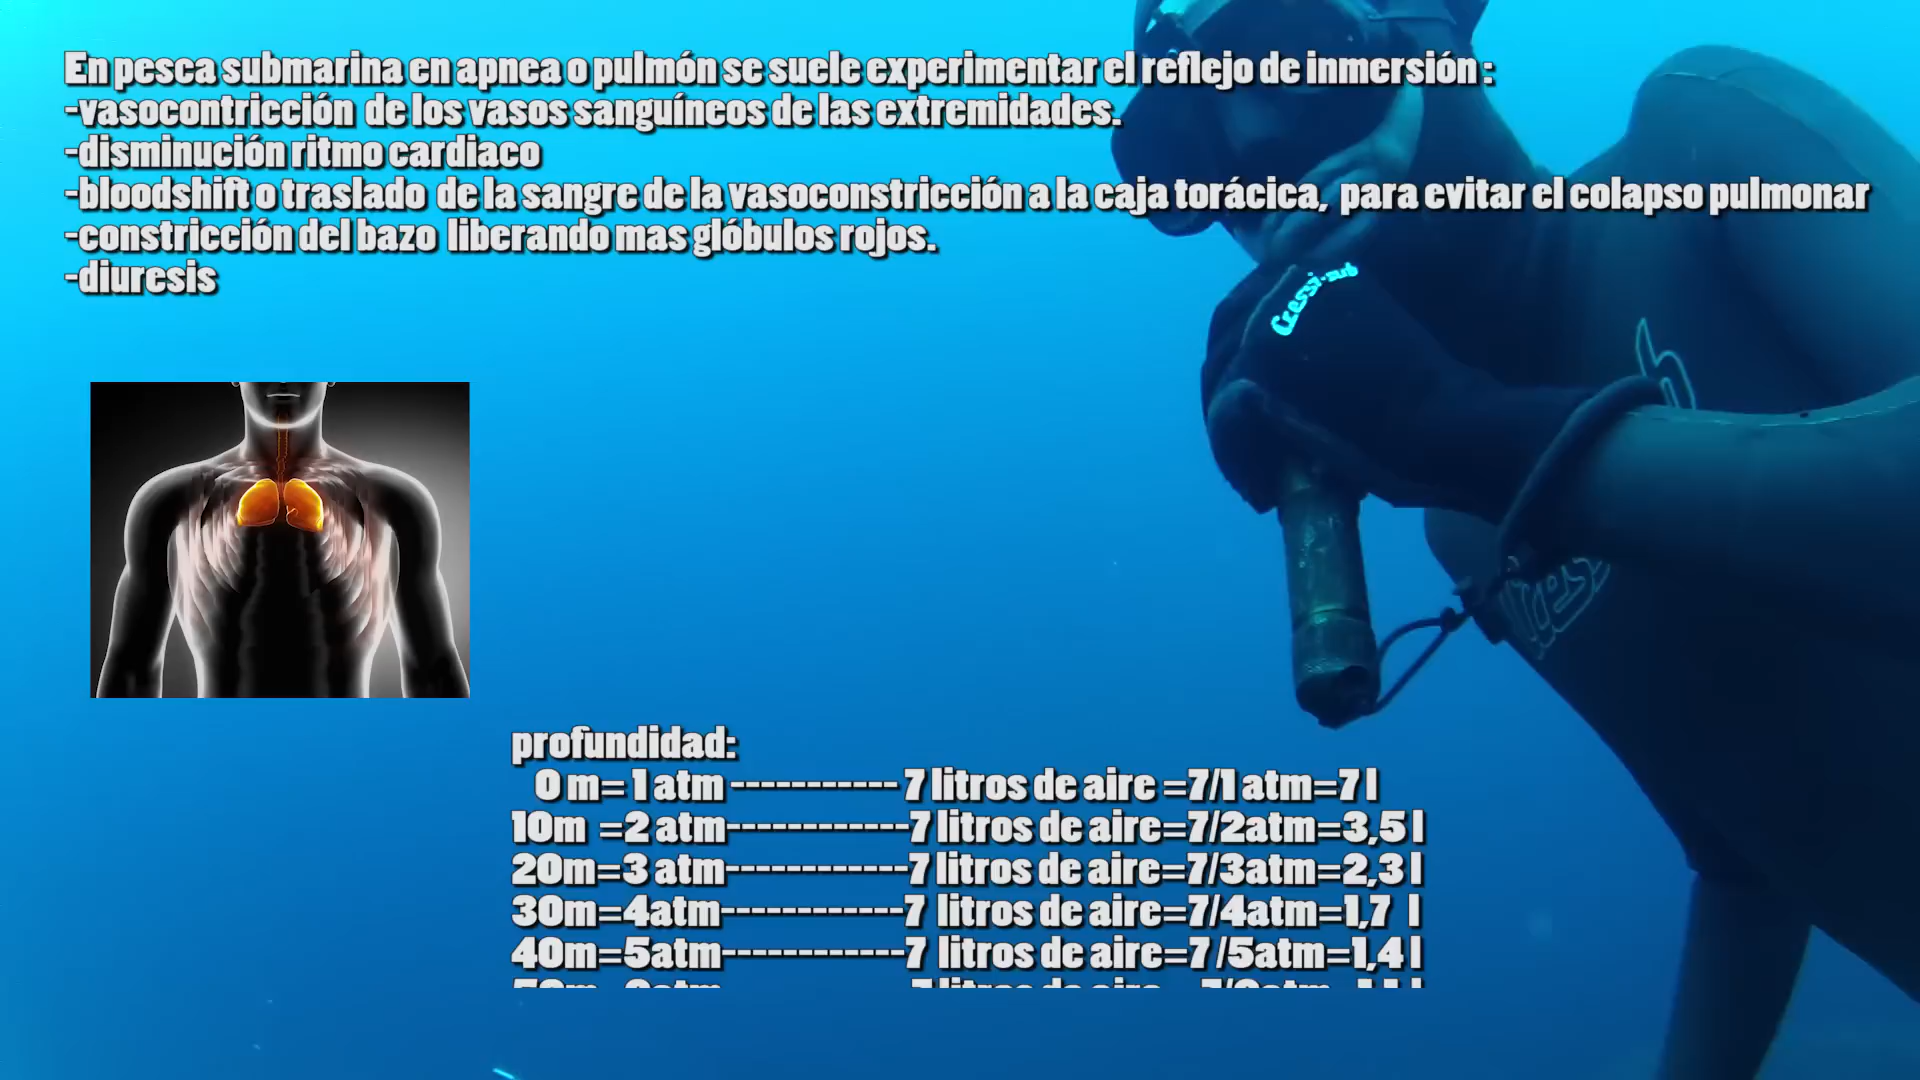 En pesca submarina en apnea o pulmón se suele experimentar el reflejo de inmersión :
-vasocontricción de los vasos sanguíneos de las extremidades.
-disminución ritmo cardiaco
-bloodshift o traslado de la sangre de la vasoconstricción a la caja torácica, para evitar el colapso pulmonar
-constricción del bazo liberando mas glóbulos rojos.
-diuresis
Cressi-sub
profundidad:
0 m= 1 atm ----------- 7 litros de aire =7/1 atm=7 l
10m =2 atm------------7 litros de aire=7/2atm=3,5 l
20m=3 atm------------7 litros de aire=7/3atm=2,3 l
30m=4atm------------7 litros de aire=7/4atm=1,7 l
40m=5atm------------7 litros de aire=7 /5atm=1,4 l